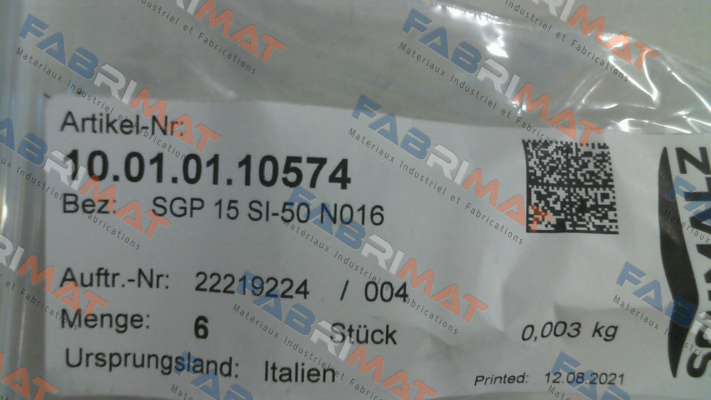 Artikel-Nr:
10.01.01.10574
Bez: SGP 15 SI-50 N016
Auftr.-Nr: 22219224 / 004
Menge: 6 Stück 0,003 kg
Ursprungsland: Italien
Printed: 12.08.2021
SCHMALZ
FABRIMAT
Materiaux Industriel et Fabrications